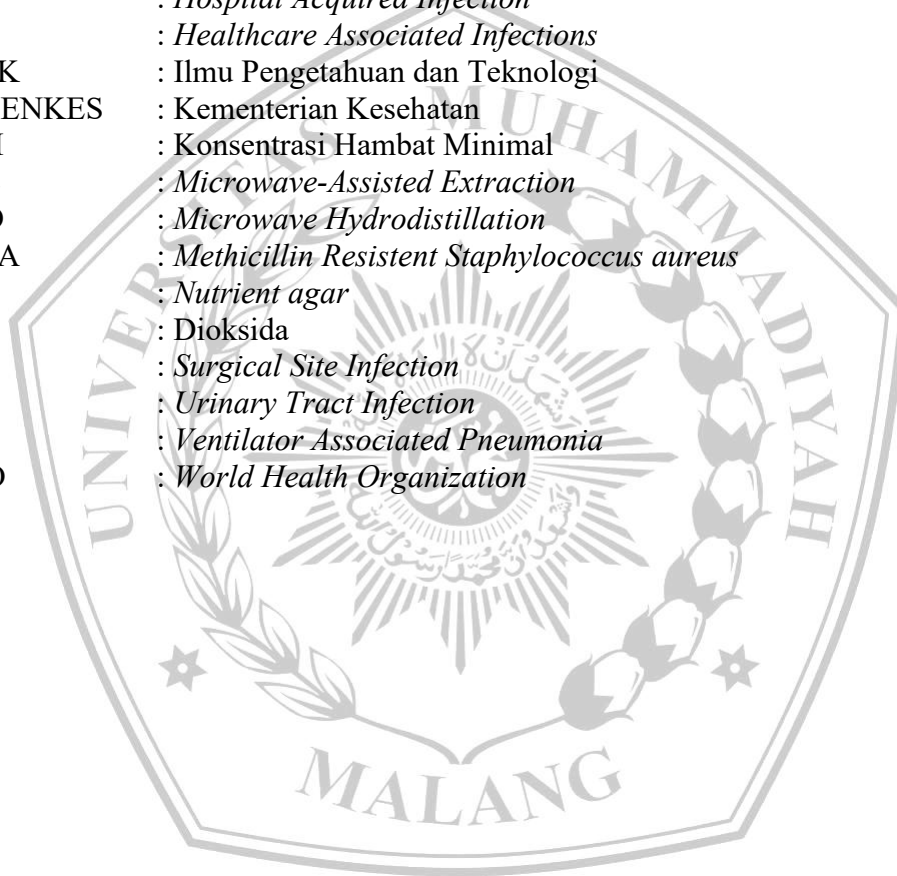 : Hospital Acquired Infection
: Healthcare Associated Infections
K : Ilmu Pengetahuan dan Teknologi
ENKES : Kementerian Kesehatan
: Konsentrasi Hambat Minimal
: Microwave-Assisted Extraction
: Microwave Hydrodistillation
A : Methicillin Resistent Staphylococcus aureus
: Nutrient agar
: Dioksida
: Surgical Site Infection
: Urinary Tract Infection
: Ventilator Associated Pneumonia
: World Health Organization
UNIVERSITAS MUHAMMADIYAH
MALANG